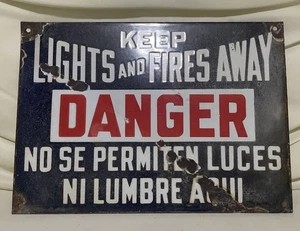 KEEP
LIGHTS AND FIRES AWAY
DANGER
NO SE PERMITEN LUCES
NI LUMBRE AQUI